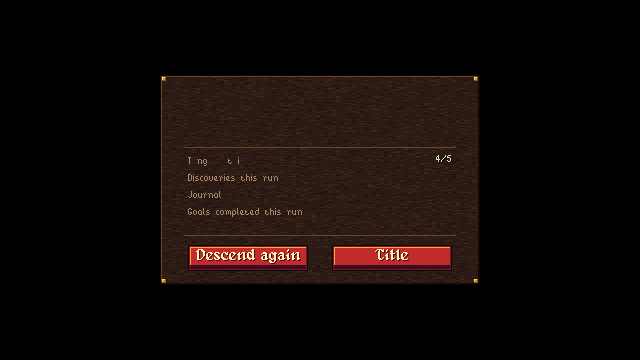 4/5
Discoveries this run
Journal
Goals completed this run
Descend again
Title